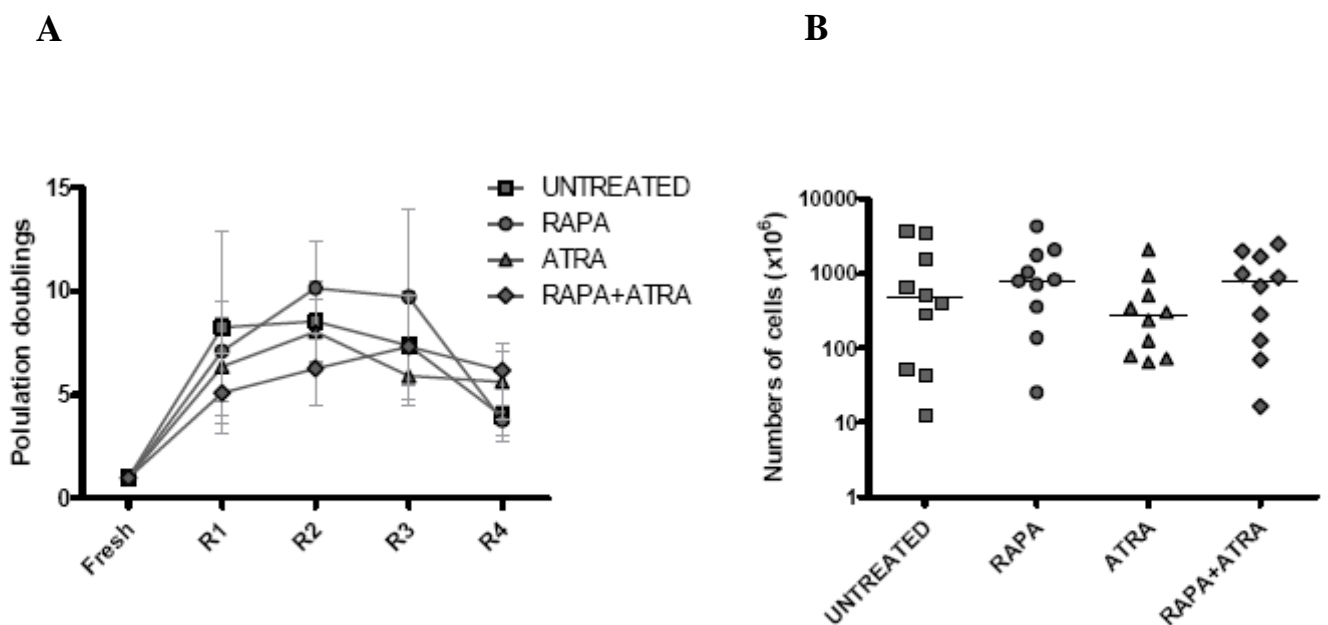 A
B
15
10
5
0
Polulation doublings
Fresh
R1
R2
R3
R4
UNTREATED
RAPA
ATRA
RAPA+ATRA
10000
1000
100
10
1
Numbers of cells (x10⁶)
UNTREATED
RAPA
ATRA
RAPA+ATRA